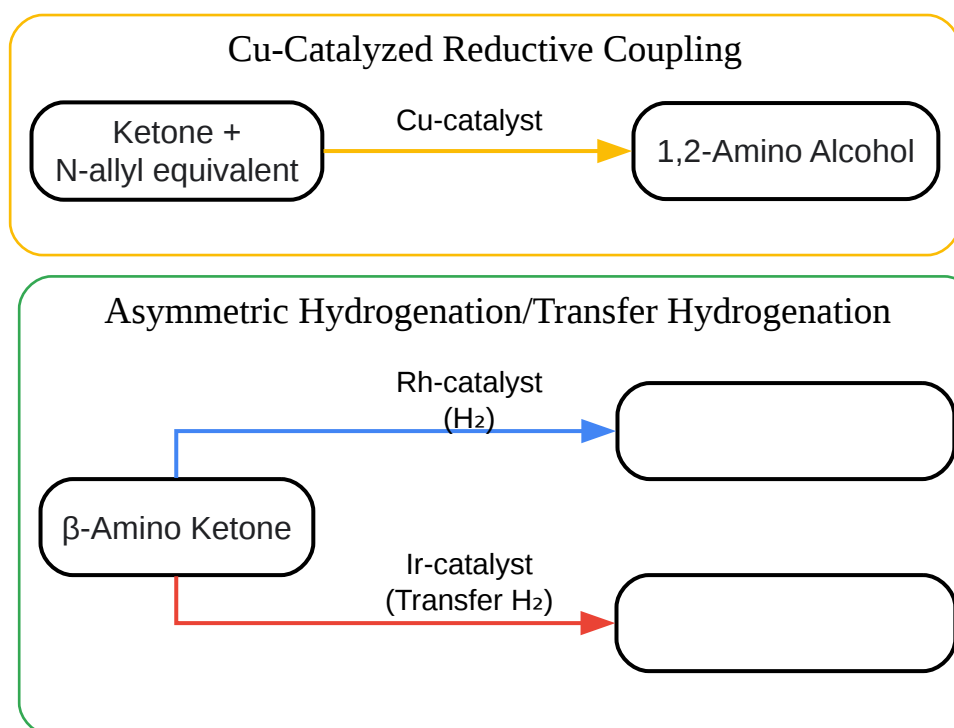 Cu-Catalyzed Reductive Coupling
Ketone +
N-allyl equivalent
Cu-catalyst
1,2-Amino Alcohol
Asymmetric Hydrogenation/Transfer Hydrogenation
Rh-catalyst
(H₂)
β-Amino Ketone
Ir-catalyst
(Transfer H₂)